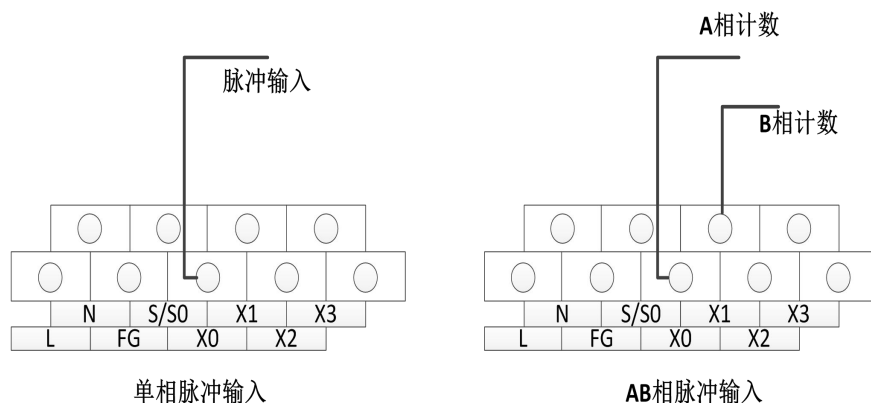 脉冲输入
N S/S0 X1 X3
L FG X0 X2
单相脉冲输入
A相计数
B相计数
N S/S0 X1 X3
L FG X0 X2
AB相脉冲输入